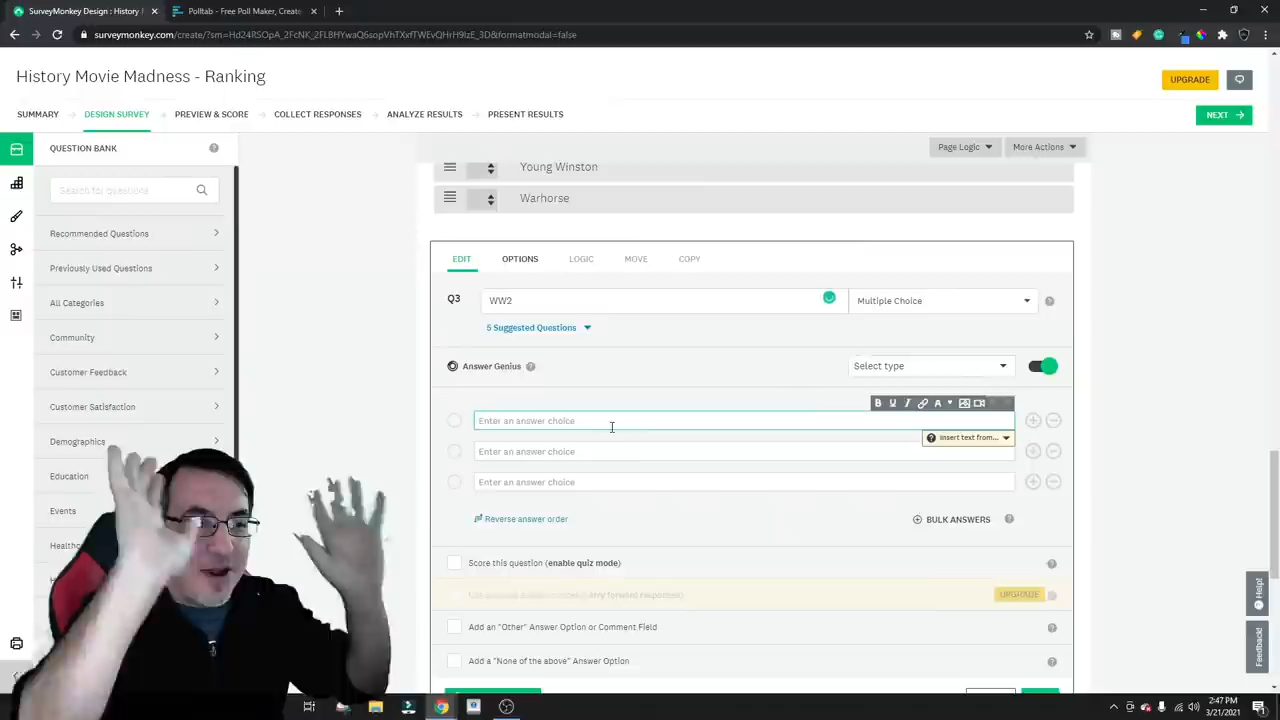 SurveyMonkey Design : History
Polltab - Free Poll Maker, Create
surveymonkey.com/create/?sm=Hd24RSOpA_2FcNK_2FLBfHYwaQ6sopVhTXxfTWEvQHrH9IzE_3D&formatmodal=false
History Movie Madness - Ranking
UPGRADE
SUMMARY
DESIGN SURVEY
PREVIEW & SCORE
COLLECT RESPONSES
ANALYZE RESULTS
PRESENT RESULTS
NEXT
QUESTION BANK
Page Logic
More Actions
Search for questions
Recommended Questions
Previously Used Questions
All Categories
Community
Customer Feedback
Customer Satisfaction
Demographics
Education
Events
Young Winston
Warhorse
EDIT
OPTIONS
LOGIC
MOVE
COPY
Q3
WW2
Multiple Choice
5 Suggested Questions
Answer Genius
Select type
B U I A
Enter an answer choice
Insert text from...
Enter an answer choice
Enter an answer choice
Reverse answer order
BULK ANSWERS
Score this question (enable quiz mode)
UPGRADE
Add an "Other" Answer Option or Comment Field
Add a "None of the above" Answer Option
Help!
Feedback!
2:47 PM
3/21/2021